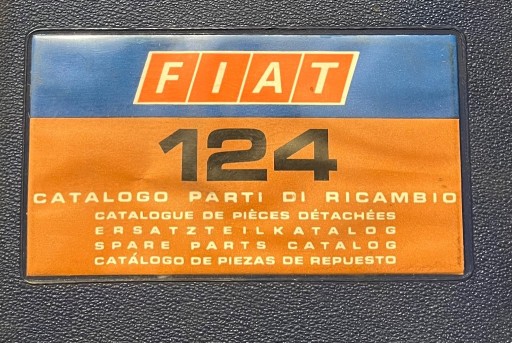 FIAT
124
CATALOGO PARTI DI RICAMBIO
CATALOGUE DE PIÈCES DÉTACHÉES
ERSATZTEILKATALOG
SPARE PARTS CATALOG
CATÁLOGO DE PIEZAS DE REPUESTO